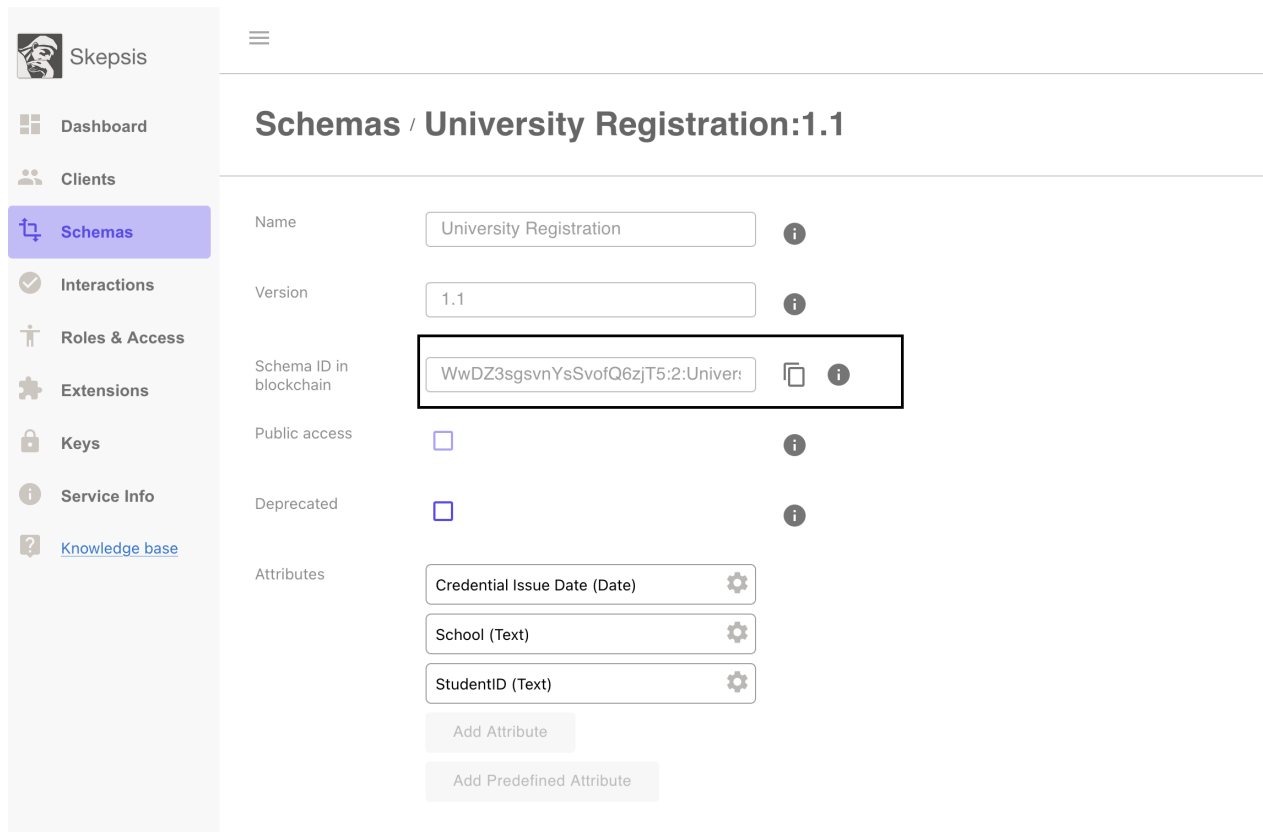 Skepsis
Dashboard
Clients
Schemas
Interactions
Roles & Access
Extensions
Keys
Service Info
Knowledge base
Schemas / University Registration:1.1
Name
University Registration
Version
1.1
Schema ID in
blockchain
WwDZ3sgsvnYsSvofQ6zjT5:2:Univer
Public access
Deprecated
Attributes
Credential Issue Date (Date)
School (Text)
StudentID (Text)
Add Attribute
Add Predefined Attribute